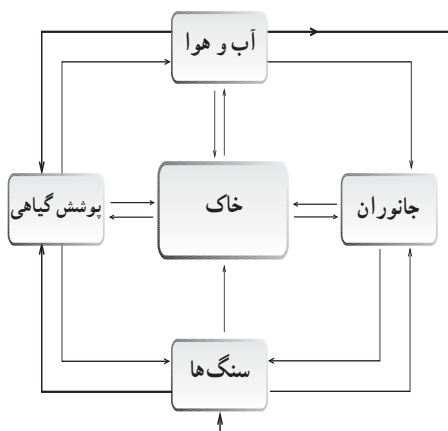 آب و هوا
جانوران
خاک
پوشش گیاهی
سنگ‌ها